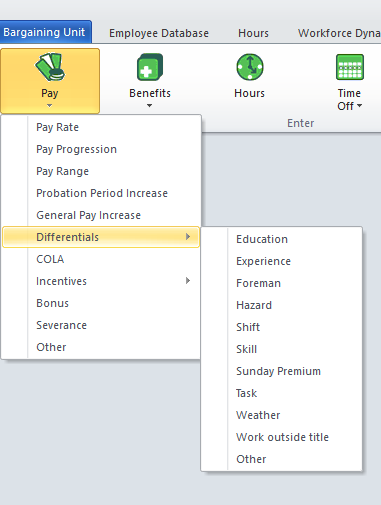 Bargaining Unit Employee Database Hours Workforce Dyna
Pay Benefits Hours Time Off
Enter
Pay Rate
Pay Progression
Pay Range
Probation Period Increase
General Pay Increase
Differentials
COLA
Incentives
Bonus
Severance
Other
Education
Experience
Foreman
Hazard
Shift
Skill
Sunday Premium
Task
Weather
Work outside title
Other